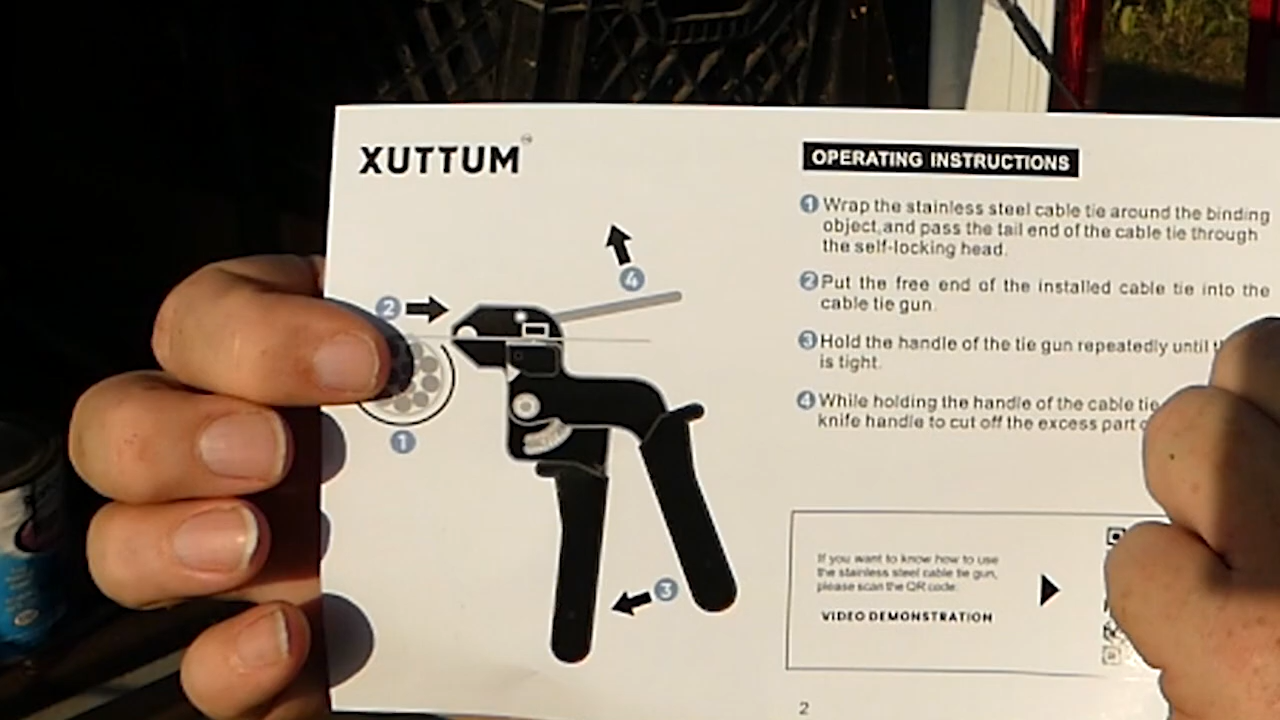 XUTTUM
OPERATING INSTRUCTIONS
1 Wrap the stainless steel cable tie around the binding
object,and pass the tail end of the cable tie through
the self-locking head.
2 Put the free end of the installed cable tie into the
cable tie gun.
3 Hold the handle of the tie gun repeatedly until
is tight.
4 While holding the handle of the cable tie
knife handle to cut off the excess part
2
4
1
3
If you want to know how to use
the stainless steel cable tie gun,
please scan the QR code.
VIDEO DEMONSTRATION
2